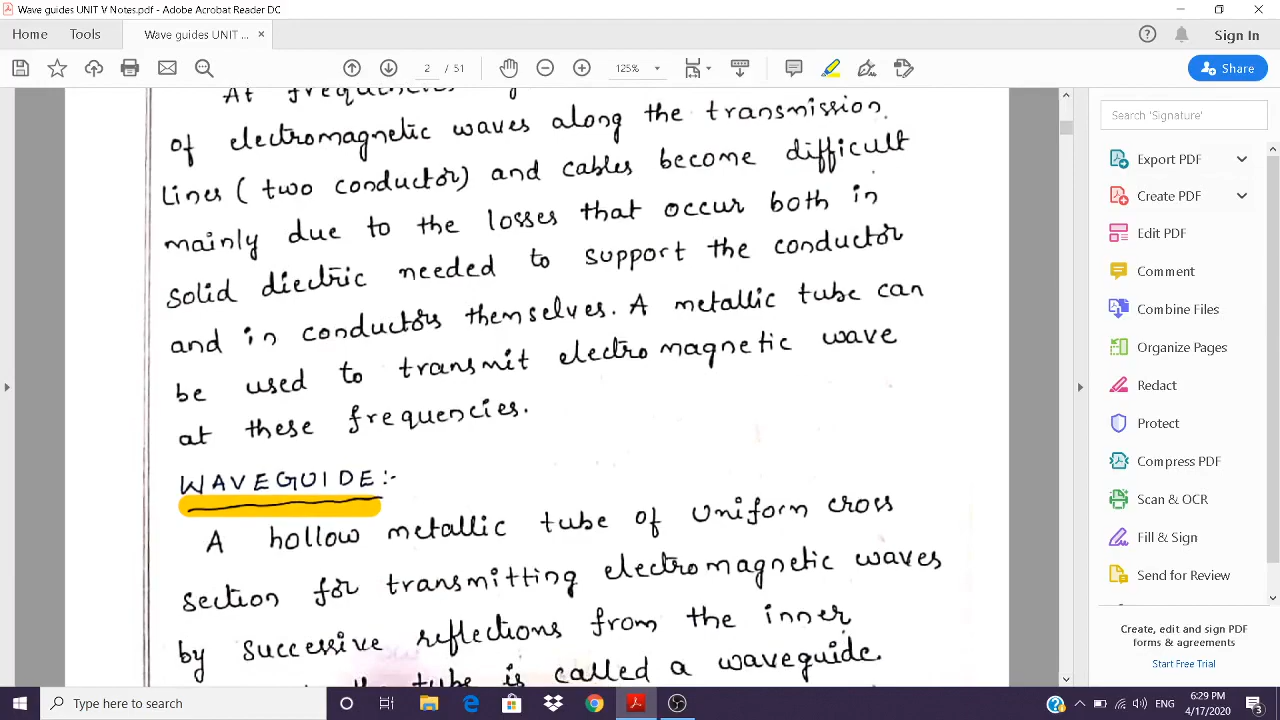 Wave guides UNIT V Notes.pdf - Adobe Acrobat Reader DC
Home Tools Wave guides UNIT ... × Sign In
2 / 51 125% Share
At frequencies
of electromagnetic waves along the transmission
Lines ( two conductor) and cables become difficult
mainly due to the losses that occur both in
solid diectric needed to support the conductor
and in conductors themselves. A metallic tube can
be used to transmit electro magnetic wave
at these frequencies.
WAVEGUIDE:-
A hollow metallic tube of uniform cross
section for transmitting electromagnetic waves
by successive reflections from the inner
tube is called a waveguide.
Search 'Signature'
Export PDF
Create PDF
Edit PDF
Comment
Combine Files
Organize Pages
Redact
Protect
Compress PDF
Scan & OCR
Fill & Sign
Send for Review
Create, edit and sign PDF
forms & agreements
Start Free Trial
Type here to search
ENG
6:29 PM
4/17/2020